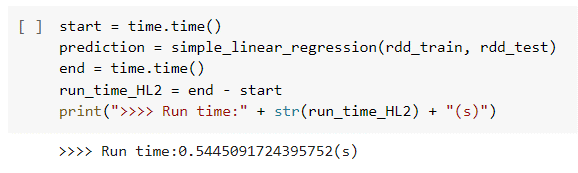 [ ] start = time.time()
prediction = simple_linear_regression(rdd_train, rdd_test)
end = time.time()
run_time_HL2 = end - start
print(">>>> Run time:" + str(run_time_HL2) + "(s)")
>>>> Run time:0.5445091724395752(s)